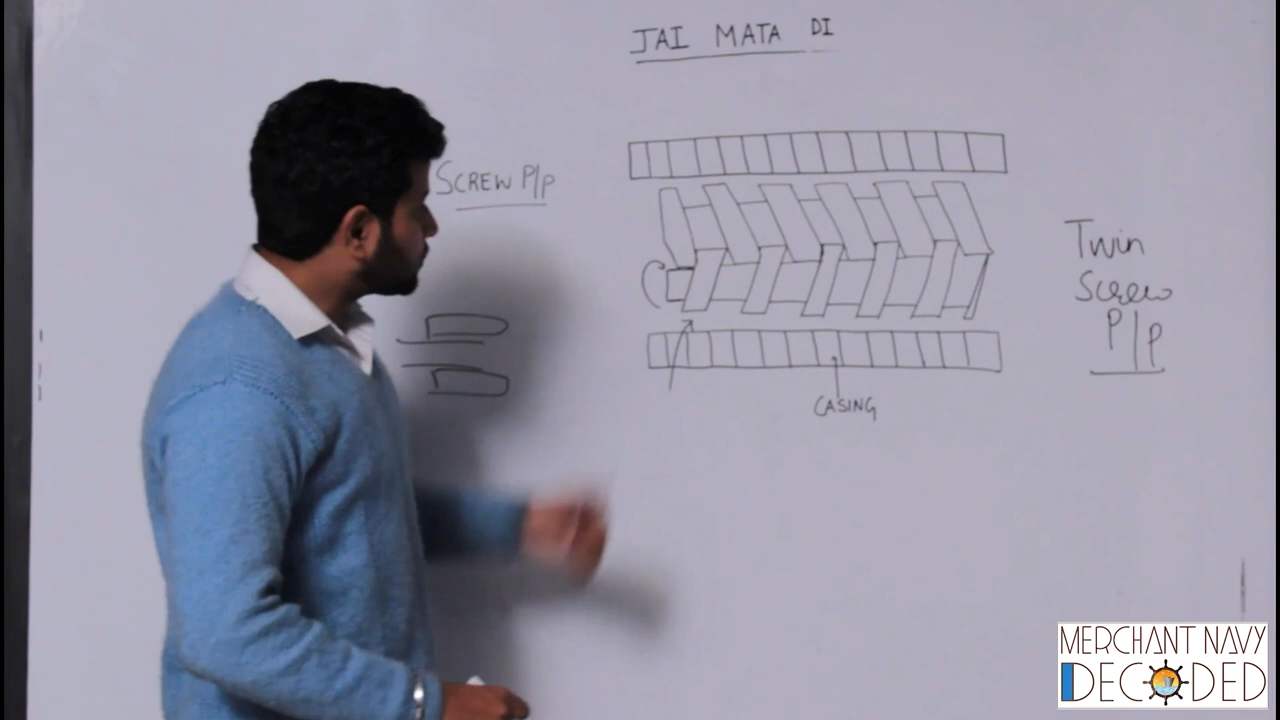 JAI MATA DI
SCREW P/P
Twin
Screw
P/P
CASING
MERCHANT NAVY
DECODED